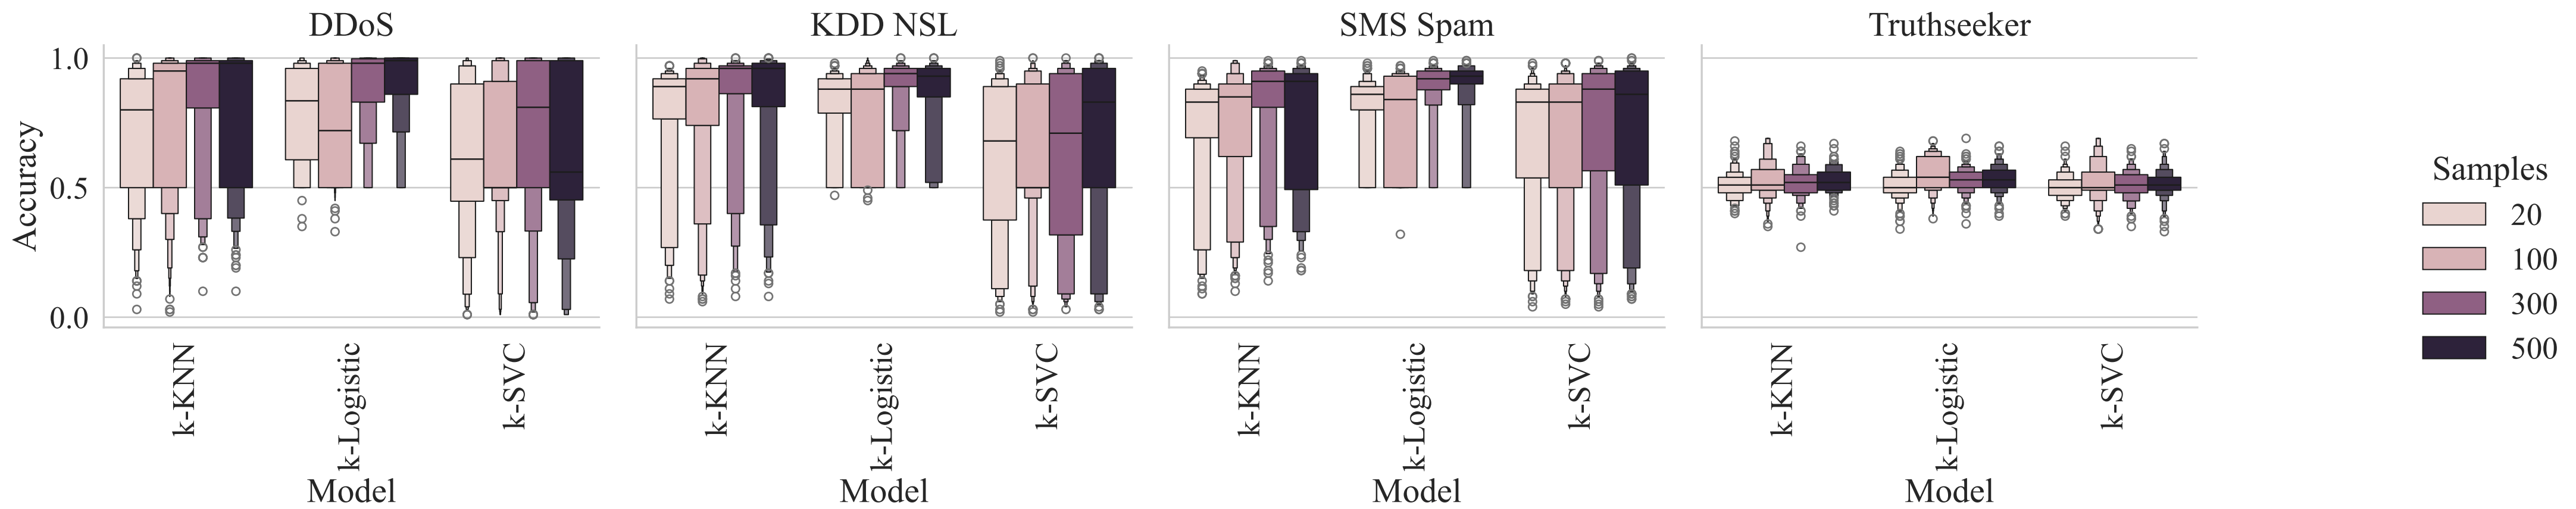 DDoS
KDD NSL
SMS Spam
Truthseeker
Accuracy
1.0
0.5
0.0
k-KNN
k-Logistic
k-SVC
k-KNN
k-Logistic
k-SVC
k-KNN
k-Logistic
k-SVC
k-KNN
k-Logistic
k-SVC
Model
Model
Model
Model
Samples
20
100
300
500